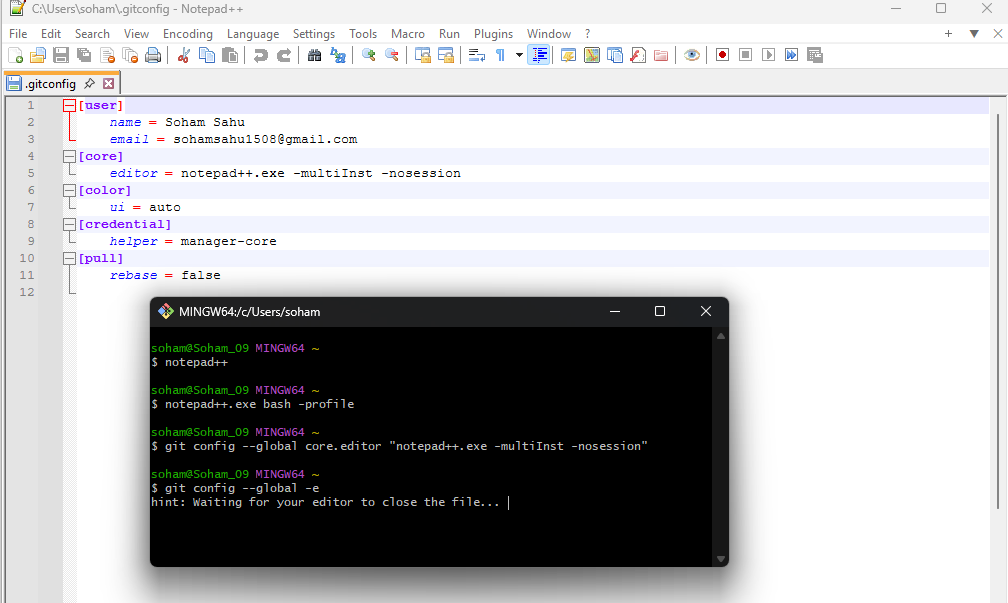 C:\Users\soham\.gitconfig - Notepad++
File Edit Search View Encoding Language Settings Tools Macro Run Plugins Window ?
.gitconfig
1 [user]
2 name = Soham Sahu
3 email = sohamsahu1508@gmail.com
4 [core]
5 editor = notepad++.exe -multiInst -nosession
6 [color]
7 ui = auto
8 [credential]
9 helper = manager-core
10 [pull]
11 rebase = false
12
MINGW64:/c/Users/soham
soham@Soham_09 MINGW64 ~
$ notepad++
soham@Soham_09 MINGW64 ~
$ notepad++.exe bash -profile
soham@Soham_09 MINGW64 ~
$ git config --global core.editor "notepad++.exe -multiInst -nosession"
soham@Soham_09 MINGW64 ~
$ git config --global -e
hint: Waiting for your editor to close the file...